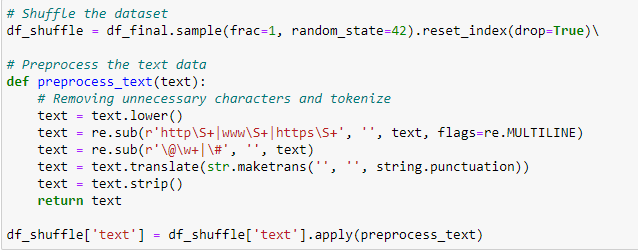 # Shuffle the dataset
df_shuffle = df_final.sample(frac=1, random_state=42).reset_index(drop=True)\
# Preprocess the text data
def preprocess_text(text):
    # Removing unnecessary characters and tokenize
    text = text.lower()
    text = re.sub(r'http\S+|www\S+|https\S+', '', text, flags=re.MULTILINE)
    text = re.sub(r'\@\w+|\#', '', text)
    text = text.translate(str.maketrans('', '', string.punctuation))
    text = text.strip()
    return text
df_shuffle['text'] = df_shuffle['text'].apply(preprocess_text)